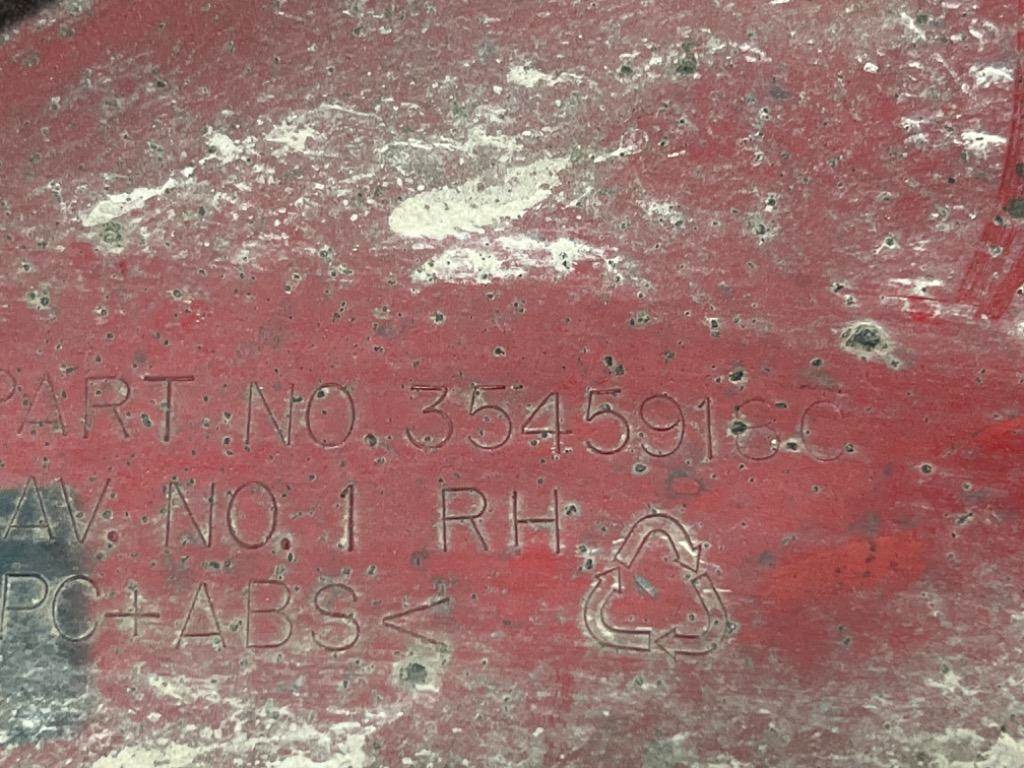 PART NO. 3545916C
AV. NO. 1 RH
PC+ABS<